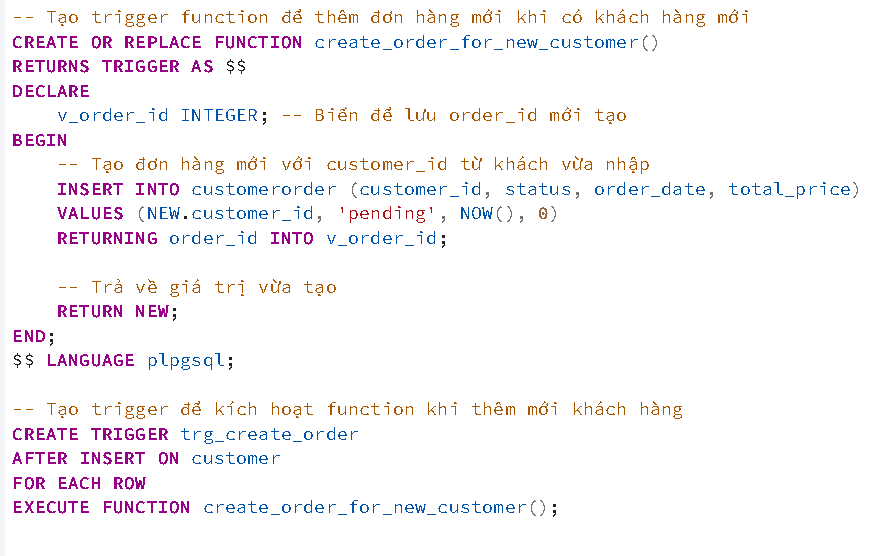 -- Tạo trigger function để thêm đơn hàng mới khi có khách hàng mới
CREATE OR REPLACE FUNCTION create_order_for_new_customer()
RETURNS TRIGGER AS $$
DECLARE
    v_order_id INTEGER; -- Biến để lưu order_id mới tạo
BEGIN
    -- Tạo đơn hàng mới với customer_id từ khách vừa nhập
    INSERT INTO customerorder (customer_id, status, order_date, total_price)
    VALUES (NEW.customer_id, 'pending', NOW(), 0)
    RETURNING order_id INTO v_order_id;

    -- Trả về giá trị vừa tạo
    RETURN NEW;
END;
$$ LANGUAGE plpgsql;

-- Tạo trigger để kích hoạt function khi thêm mới khách hàng
CREATE TRIGGER trg_create_order
AFTER INSERT ON customer
FOR EACH ROW
EXECUTE FUNCTION create_order_for_new_customer();